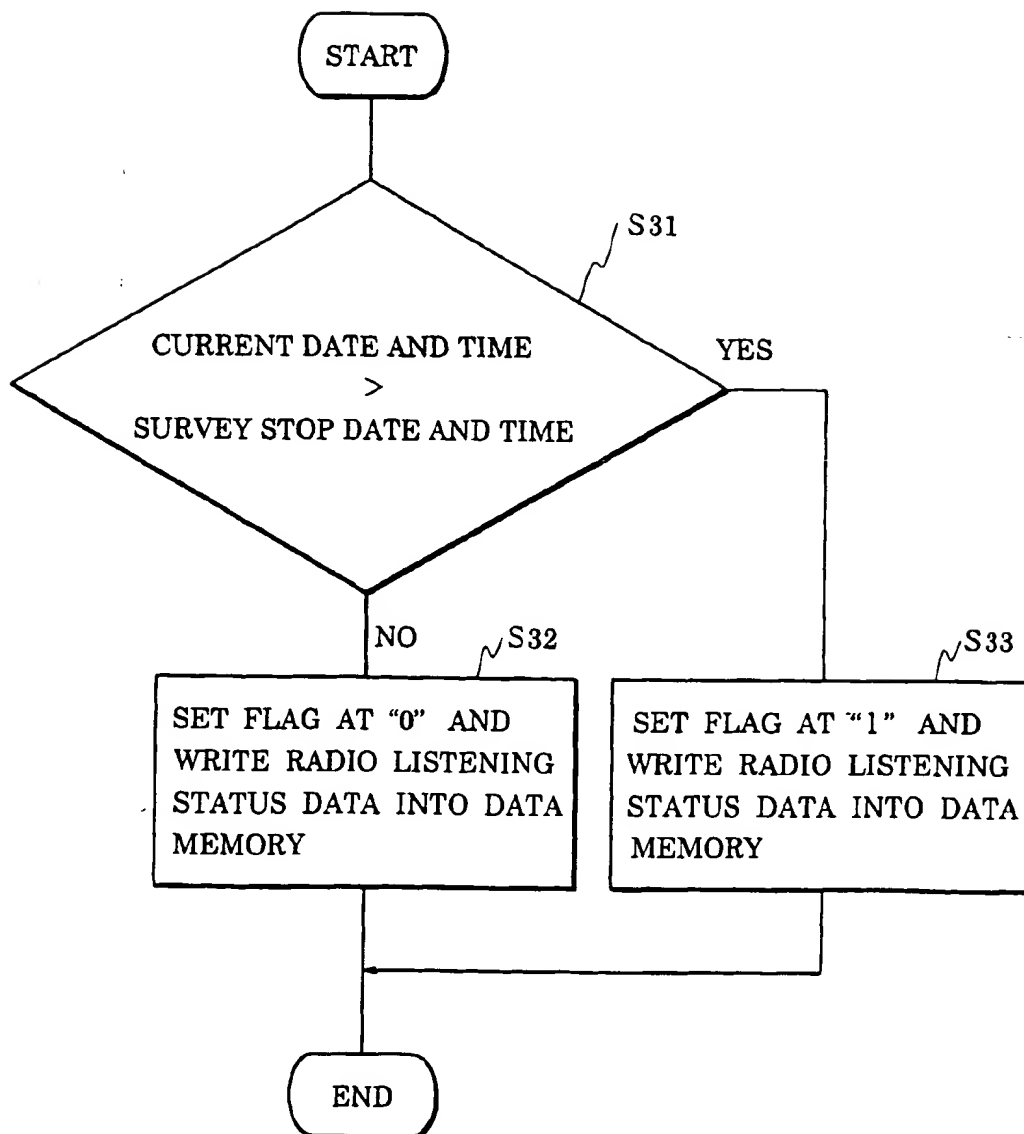 START
S31
CURRENT DATE AND TIME
>
SURVEY STOP DATE AND TIME
YES
NO
S32
SET FLAG AT “0” AND
WRITE RADIO LISTENING
STATUS DATA INTO DATA
MEMORY
S33
SET FLAG AT “1” AND
WRITE RADIO LISTENING
STATUS DATA INTO DATA
MEMORY
END